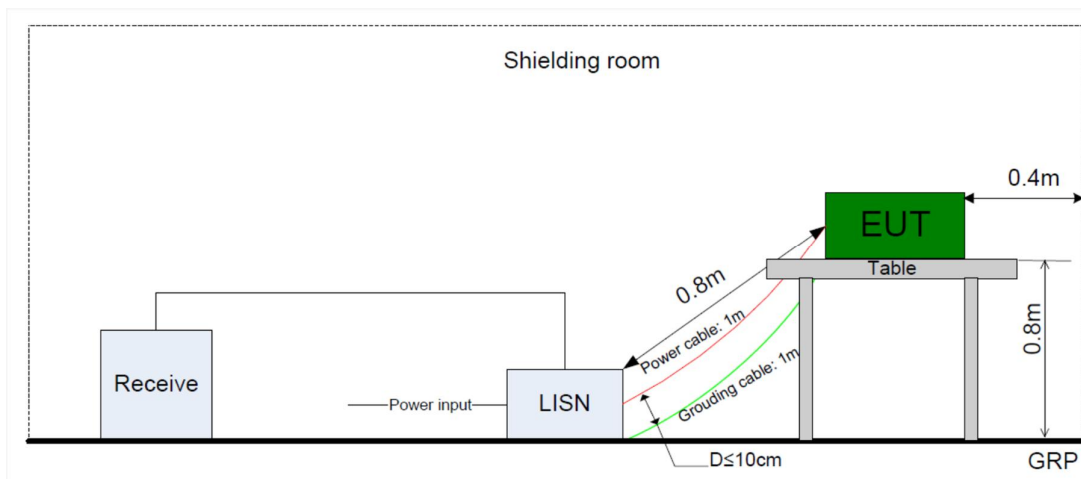 Shielding room
0.4m
EUT
Table
0.8m
0.8m
Power cable: 1m
Grounding cable: 1m
Receive
Power input
LISN
D≤10cm
GRP